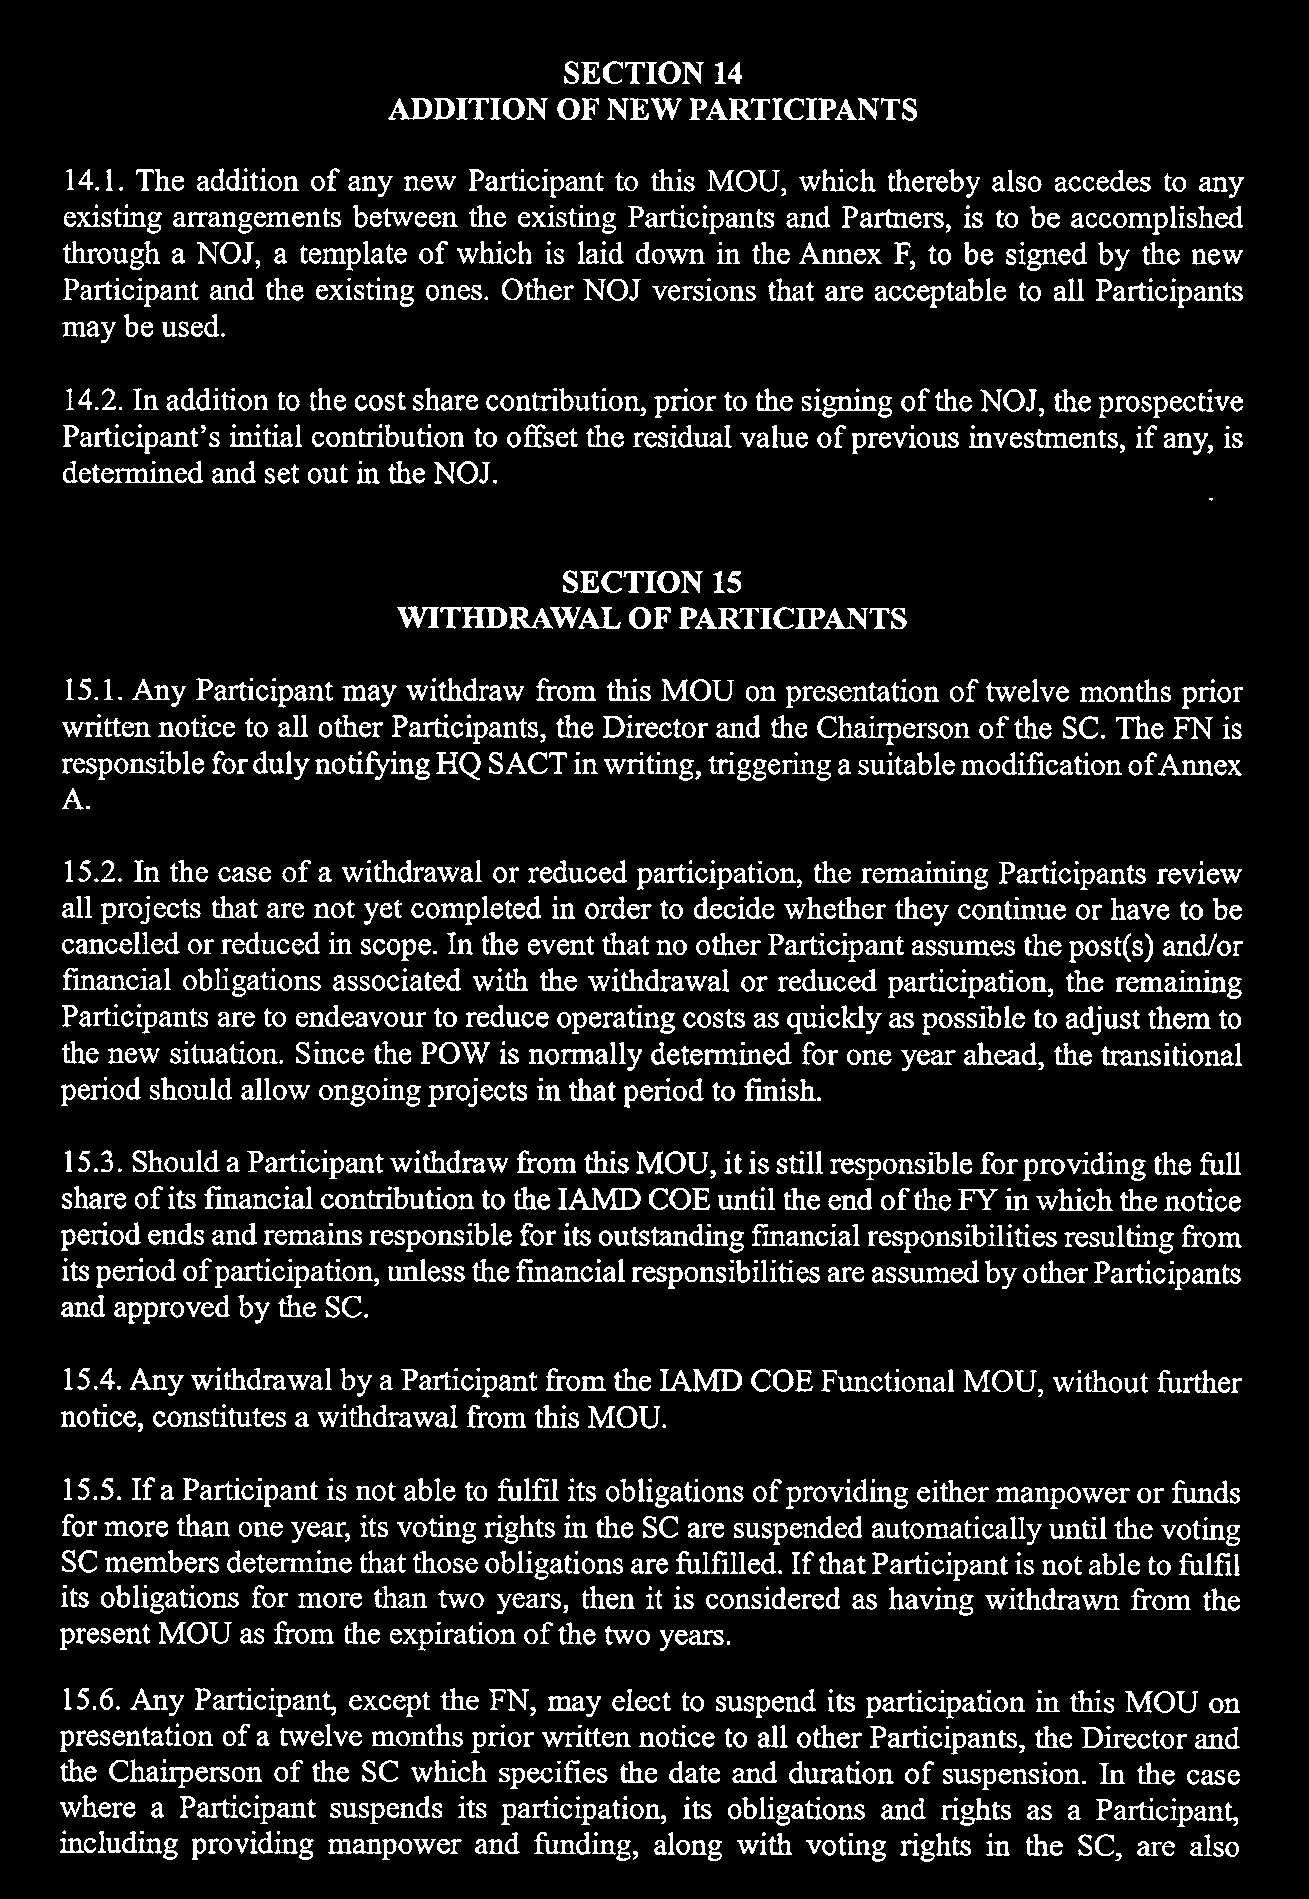 SECTION 14
ADDITION OF NEW PARTICIPANTS
14.1. The addition of any new Participant to this MOU, which thereby also accedes to any
existing arrangements between the existing Participants and Partners, is to be accomplished
through a NOJ, a template of which is laid down in the Annex F, to be signed by the new
Participant and the existing ones. Other NOJ versions that are acceptable to all Participants
may be used.
14.2. In addition to the cost share contribution, prior to the signing of the NOJ, the prospective
Participant's initial contribution to offset the residual value of previous investments, if any, is
determined and set out in the NOJ.
SECTION 15
WITHDRAWAL OF PARTICIPANTS
15.1. Any Participant may withdraw from this MOU on presentation of twelve months prior
written notice to all other Participants, the Director and the Chairperson of the SC. The FN is
responsible for duly notifying HQ SACT in writing, triggering a suitable modification of Annex
A.
15.2. In the case of a withdrawal or reduced participation, the remaining Participants review
all projects that are not yet completed in order to decide whether they continue or have to be
cancelled or reduced in scope. In the event that no other Participant assumes the post(s) and/or
financial obligations associated with the withdrawal or reduced participation, the remaining
Participants are to endeavour to reduce operating costs as quickly as possible to adjust them to
the new situation. Since the POW is normally determined for one year ahead, the transitional
period should allow ongoing projects in that period to finish.
15.3. Should a Participant withdraw from this MOU, it is still responsible for providing the full
share of its financial contribution to the IAMD COE until the end of the FY in which the notice
period ends and remains responsible for its outstanding financial responsibilities resulting from
its period of participation, unless the financial responsibilities are assumed by other Participants
and approved by the SC.
15.4. Any withdrawal by a Participant from the IAMD COE Functional MOU, without further
notice, constitutes a withdrawal from this MOU.
15.5. If a Participant is not able to fulfil its obligations of providing either manpower or funds
for more than one year, its voting rights in the SC are suspended automatically until the voting
SC members determine that those obligations are fulfilled. If that Participant is not able to fulfil
its obligations for more than two years, then it is considered as having withdrawn from the
present MOU as from the expiration of the two years.
15.6. Any Participant, except the FN, may elect to suspend its participation in this MOU on
presentation of a twelve months prior written notice to all other Participants, the Director and
the Chairperson of the SC which specifies the date and duration of suspension. In the case
where a Participant suspends its participation, its obligations and rights as a Participant,
including providing manpower and funding, along with voting rights in the SC, are also